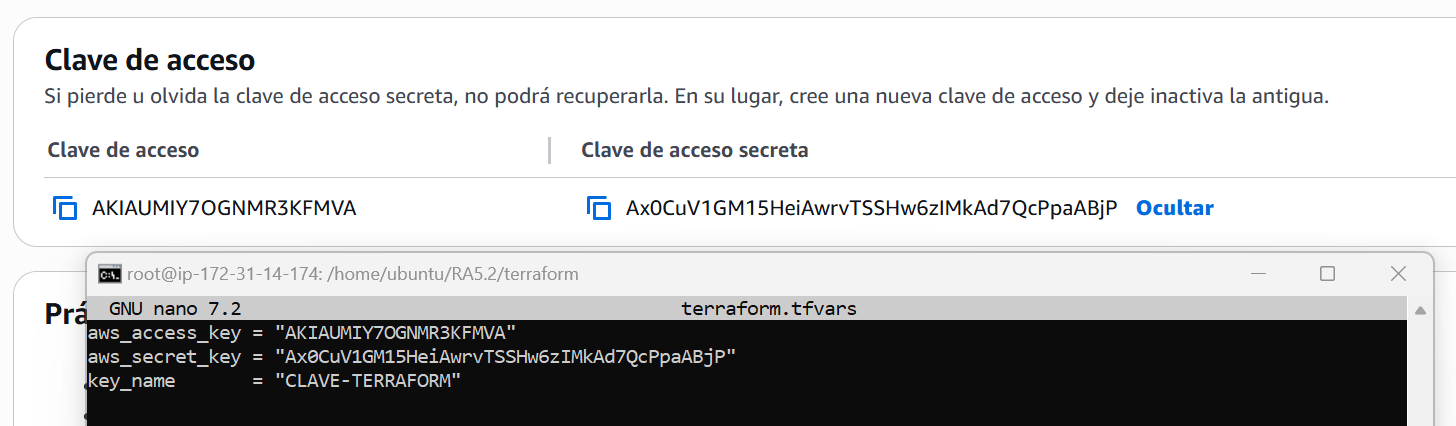 Clave de acceso
Si pierde u olvida la clave de acceso secreta, no podrá recuperarla. En su lugar, cree una nueva clave de acceso y deje inactiva la antigua.
Clave de acceso
Clave de acceso secreta
AKIAUMIY7OGNMR3KFMVA
Ax0CuV1GM15HeiAwrvTSSHw6zIMkAd7QcPpaABjP Ocultar
root@ip-172-31-14-174: /home/ubuntu/RA5.2/terraform
Prá
GNU nano 7.2 terraform.tfvars
aws_access_key = "AKIAUMIY7OGNMR3KFMVA"
aws_secret_key = "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"
key_name = "CLAVE-TERRAFORM"